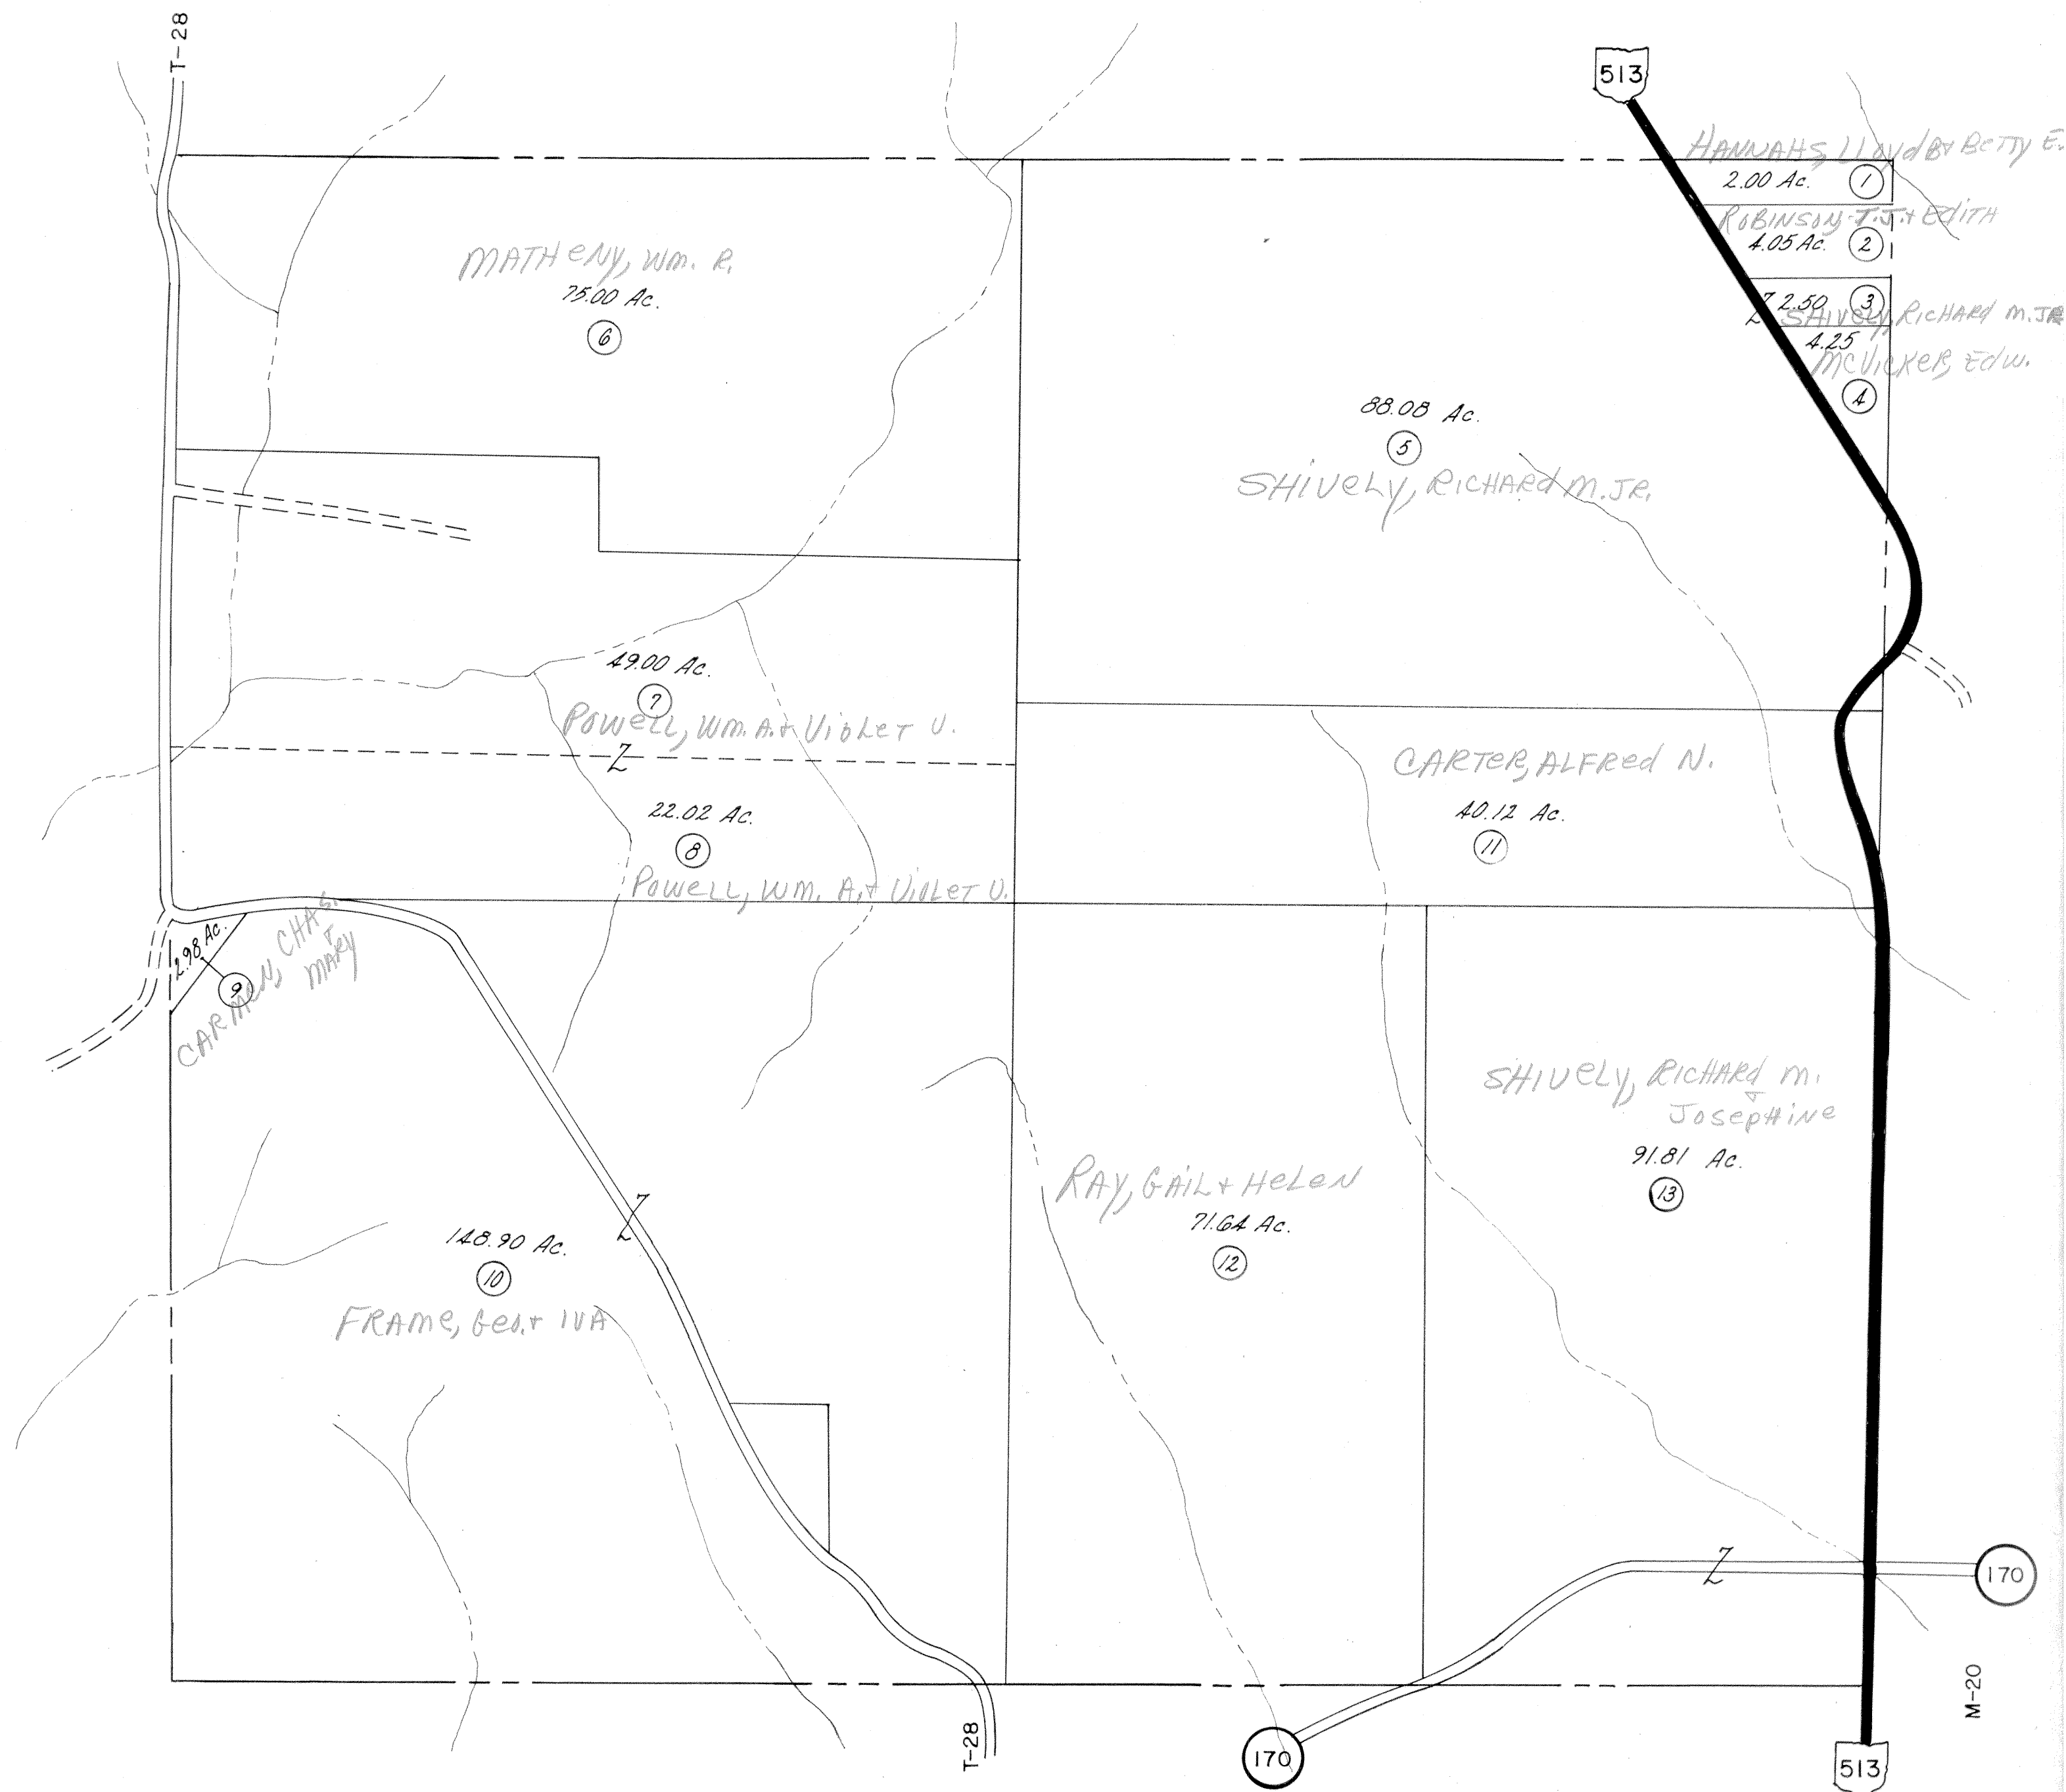 T-28
513
HANNAHS, LLOYD B + BETTY E.
2.00 Ac. 1
ROBINSON, T.J. + EDITH
4.05 Ac. 2
Z 2.50 3
SHIVELY, RICHARD M. JR
4.25
McVICKER, EDW.
4
MATHENY, WM. R.
75.00 Ac.
6
88.08 Ac.
5
SHIVELY, RICHARD M. JR.
49.00 Ac.
7
POWELL, WM. A. + VIOLET V.
Z
22.02 Ac.
8
POWELL, WM. A. + VIOLET V.
CARTER, ALFRED N.
40.12 Ac.
11
2.98 Ac.
9
CARMEN, CHAS.
+
MARY
SHIVELY, RICHARD M.
+
JOSEPHINE
91.81 Ac.
13
RAY, GAIL + HELEN
71.64 Ac.
12
Z
148.90 Ac.
10
FRAME, GEO. + IVA
Z
170
M-20
T-28
170
513